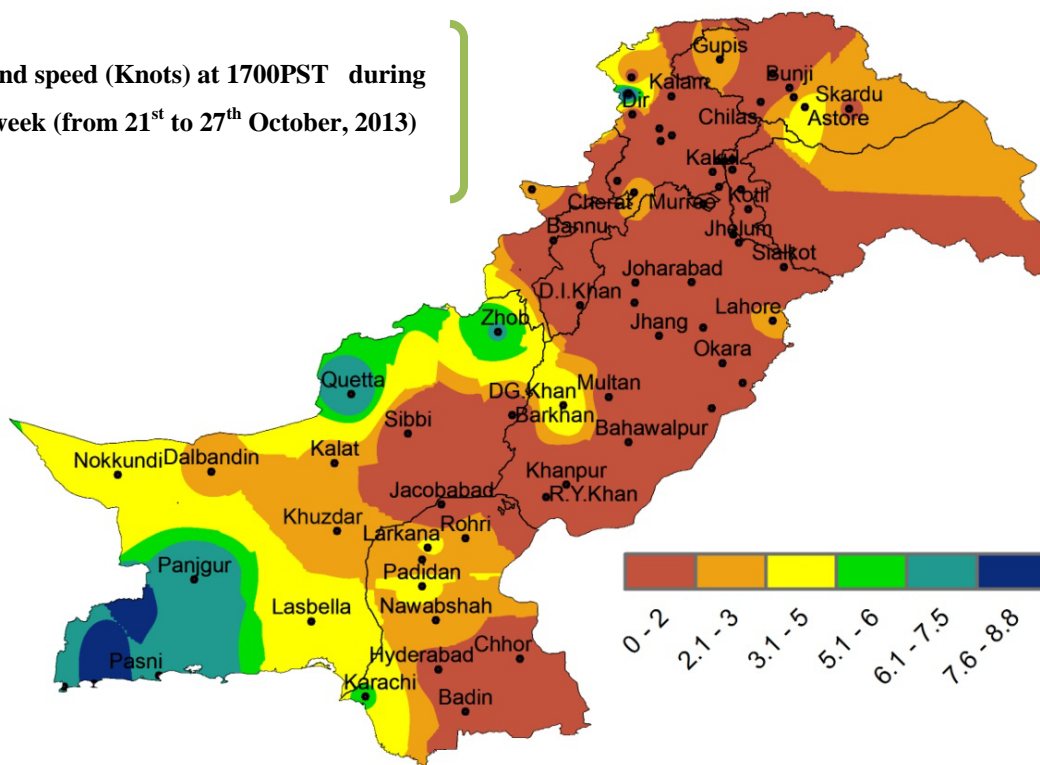 nd speed (Knots) at 1700PST during
week (from 21st to 27th October, 2013)
Gupis
Bunji
Kalam
Skardu
Dir
Chilas
Astore
Cherat
Murree
Kotli
Bannu
Jhelum
Sialkot
Joharabad
D.I.Khan
Lahore
Zhob
Jhang
Okara
Quetta
DG.Khan
Multan
Barkhan
Sibbi
Bahawalpur
Nokkundi
Dalbandin
Kalat
Khanpur
Jacobabad
R.Y.Khan
Khuzdar
Larkana
Rohri
Panjgur
Padidan
Lasbella
Nawabshah
Pasni
Hyderabad
Chhor
Karachi
Badin
0 - 2
2.1 - 3
3.1 - 5
5.1 - 6
6.1 - 7.5
7.6 - 8.8